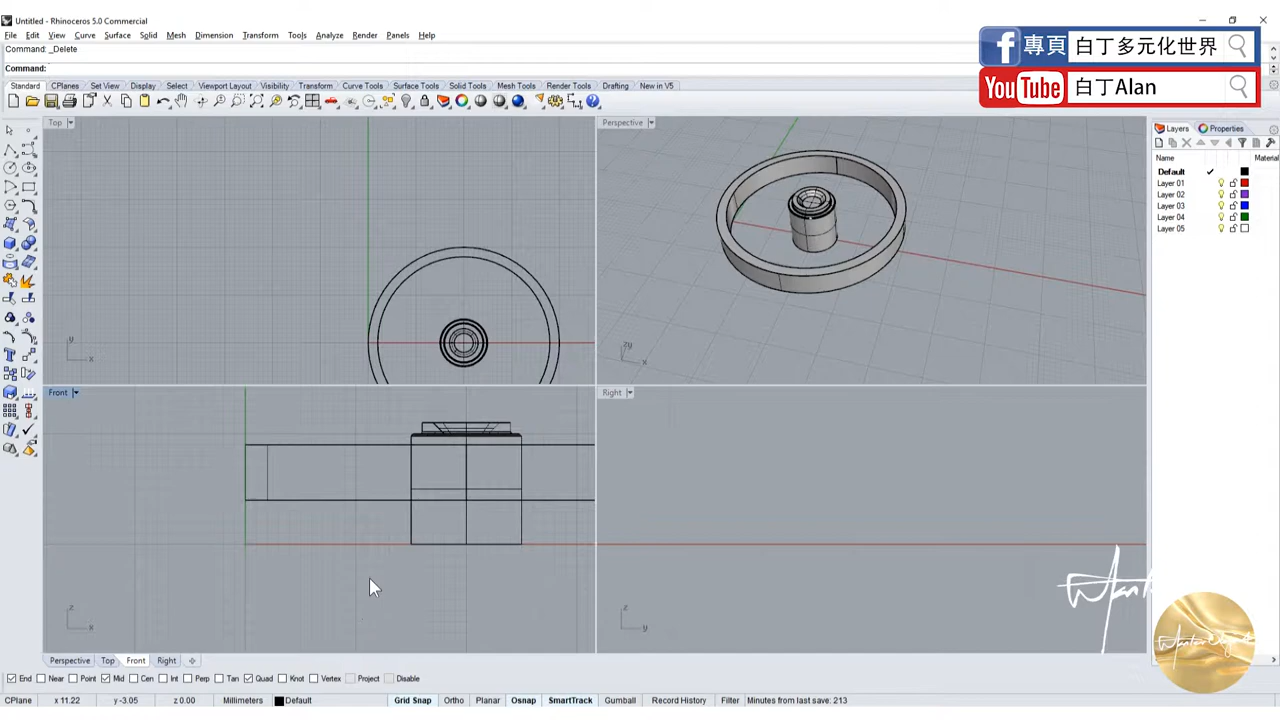 Untitled - Rhinoceros 5.0 Commercial
File Edit View Curve Surface Solid Mesh Dimension Transform Tools Analyze Render Panels Help
Command: _Delete
Command:
f 專頁 白丁多元化世界
YouTube 白丁Alan
Standard CPlanes Set View Display Select Viewport Layout Visibility Transform Curve Tools Surface Tools Solid Tools Mesh Tools Render Tools Drafting New in V5
Top
Perspective
Layers Properties
Name Material
Default
Layer 01
Layer 02
Layer 03
Layer 04
Layer 05
y
x
z y
x
Front
Right
z
x
z
y
Perspective Top Front Right
End Near Point Mid Cen Int Perp Tan Quad Knot Vertex Project Disable
CPlane x 11.22 y -3.05 z 0.00 Millimeters Default Grid Snap Ortho Planar Osnap SmartTrack Gumball Record History Filter Minutes from last save: 213